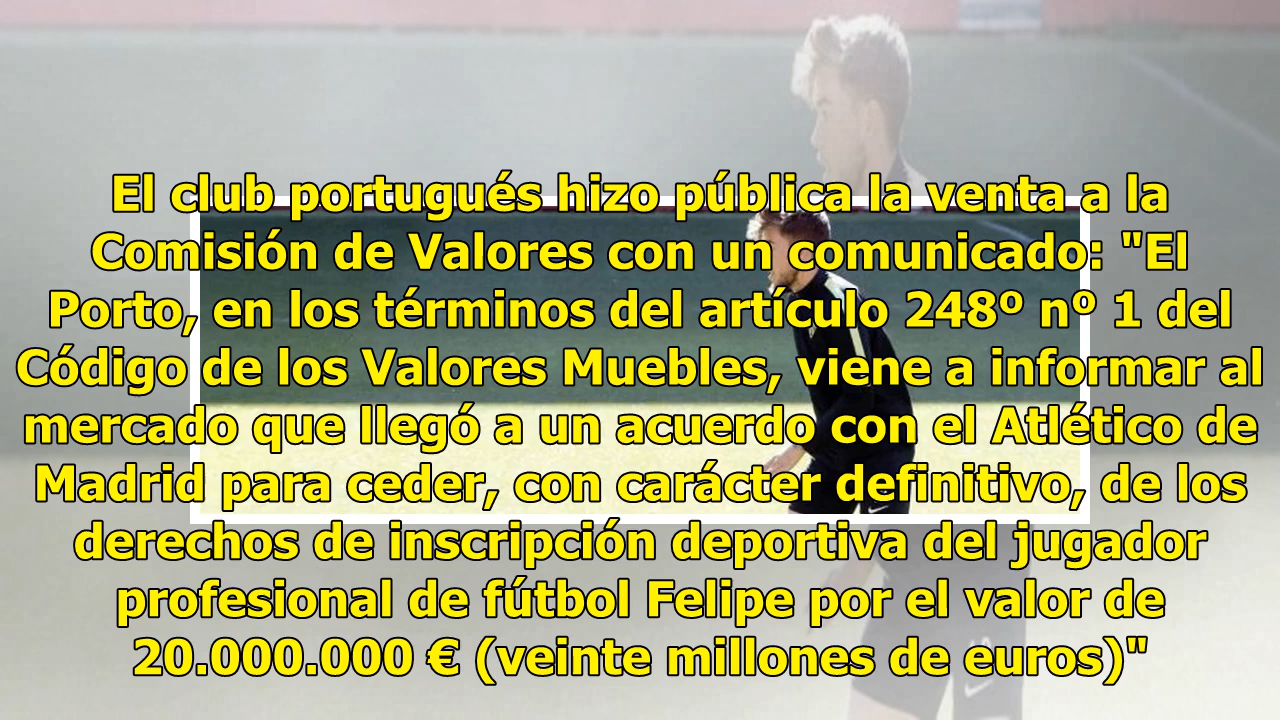 El club portugués hizo pública la venta a la
Comisión de Valores con un comunicado: "El
Porto, en los términos del artículo 248º nº 1 del
Código de los Valores Muebles, viene a informar al
mercado que llegó a un acuerdo con el Atlético de
Madrid para ceder, con carácter definitivo, de los
derechos de inscripción deportiva del jugador
profesional de fútbol Felipe por el valor de
20.000.000 € (veinte millones de euros)"